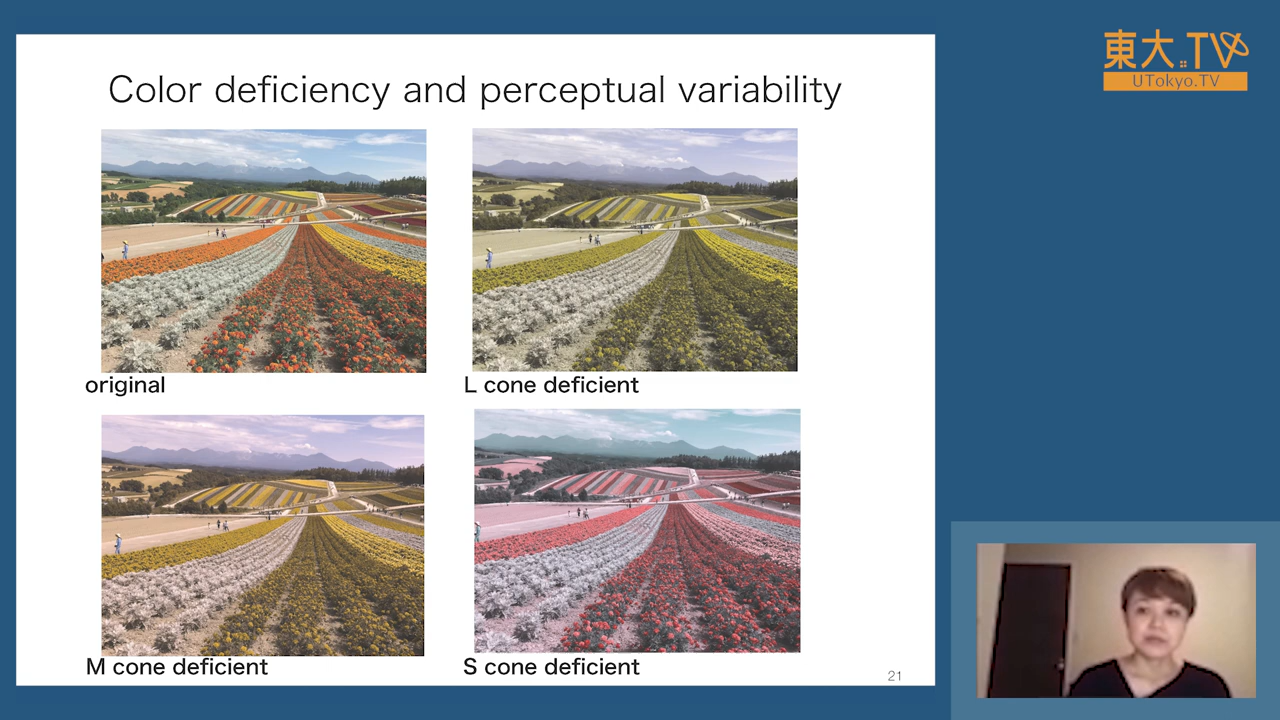 Color deficiency and perceptual variability
original
L cone deficient
M cone deficient
S cone deficient
21
東大.TV
UTokyo.TV